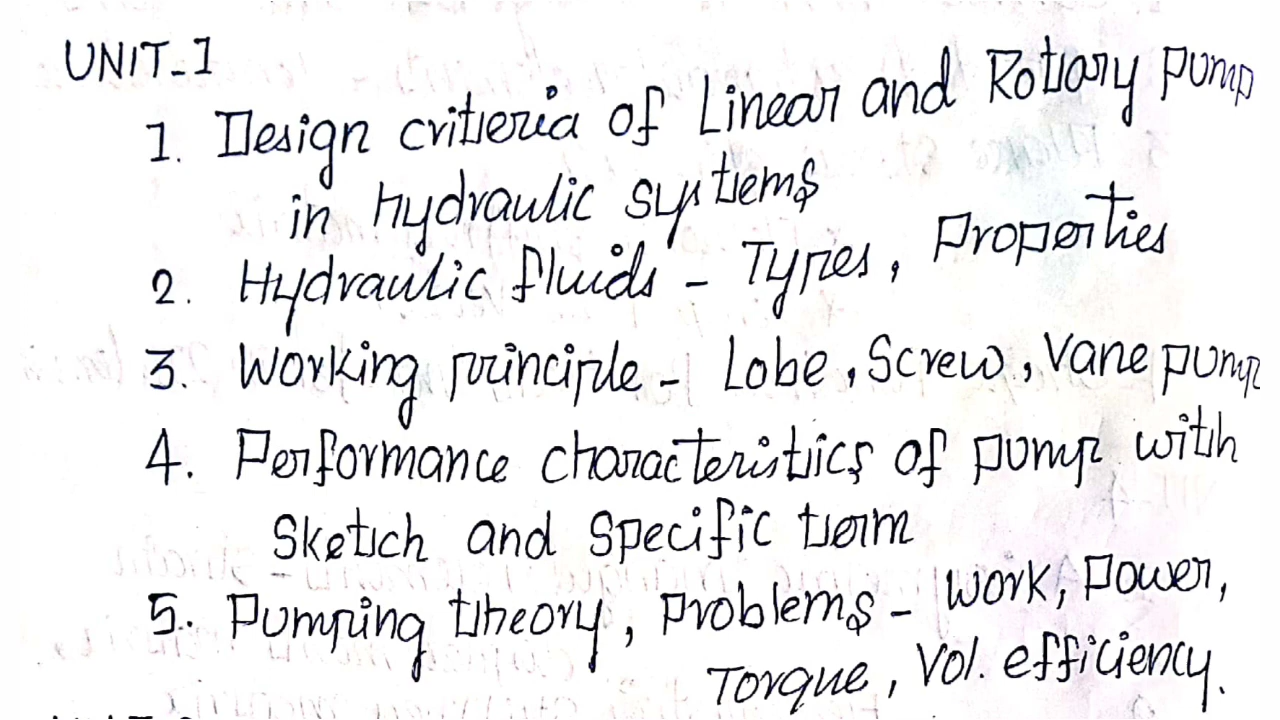 UNIT-1
1. Design criteria of Linear and Rotary pump
in hydraulic systems
2. Hydraulic fluids - Types, Properties
3. Working principle - Lobe, Screw, Vane pump
4. Performance characteristics of pump with
Sketch and Specific term
5. Pumping theory, Problems - Work, Power,
Torque, Vol. efficiency.